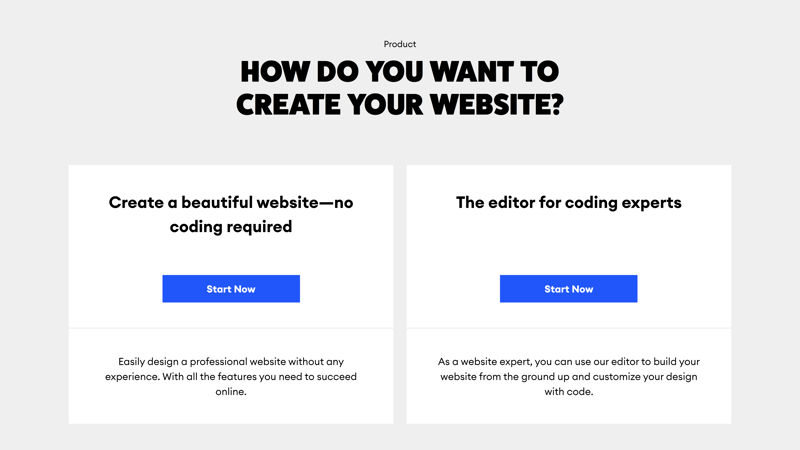 Product
HOW DO YOU WANT TO
CREATE YOUR WEBSITE?
Create a beautiful website—no
coding required
Start Now
Easily design a professional website without any
experience. With all the features you need to succeed
online.
The editor for coding experts
Start Now
As a website expert, you can use our editor to build your
website from the ground up and customize your design
with code.